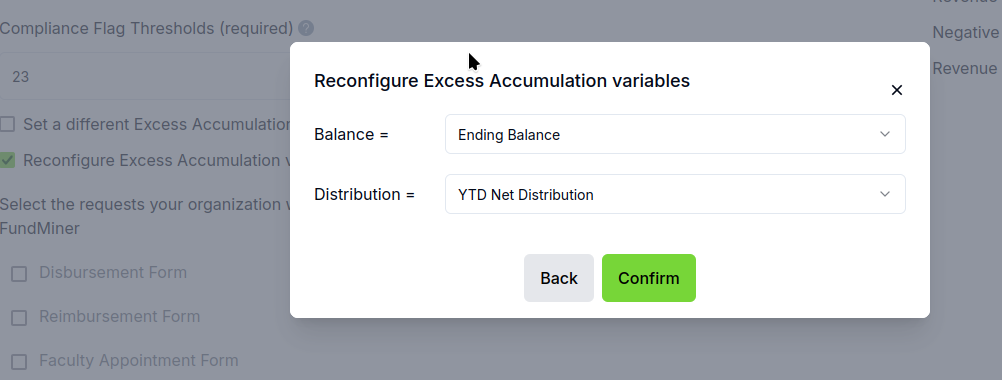 Revenue
Compliance Flag Thresholds (required) ?
Negative
Revenue
23
Set a different Excess Accumulation
Reconfigure Excess Accumulation v
Select the requests your organization w
FundMiner
Disbursement Form
Reimbursement Form
Faculty Appointment Form
Reconfigure Excess Accumulation variables
Balance =
Ending Balance
Distribution =
YTD Net Distribution
Back
Confirm